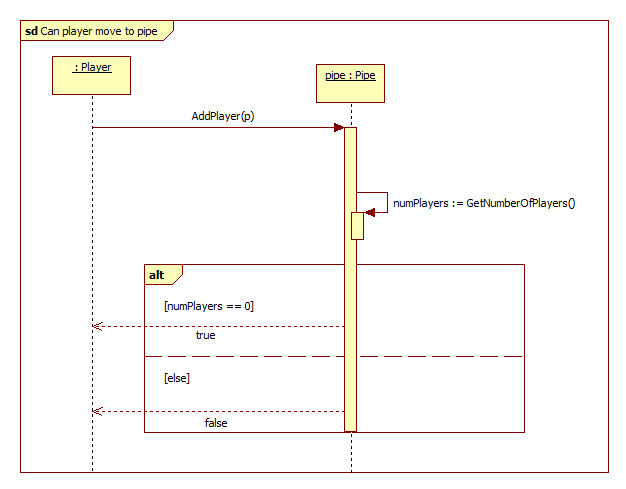 sd Can player move to pipe
: Player
pipe : Pipe
AddPlayer(p)
numPlayers := GetNumberOfPlayers()
alt
[numPlayers == 0]
true
[else]
false